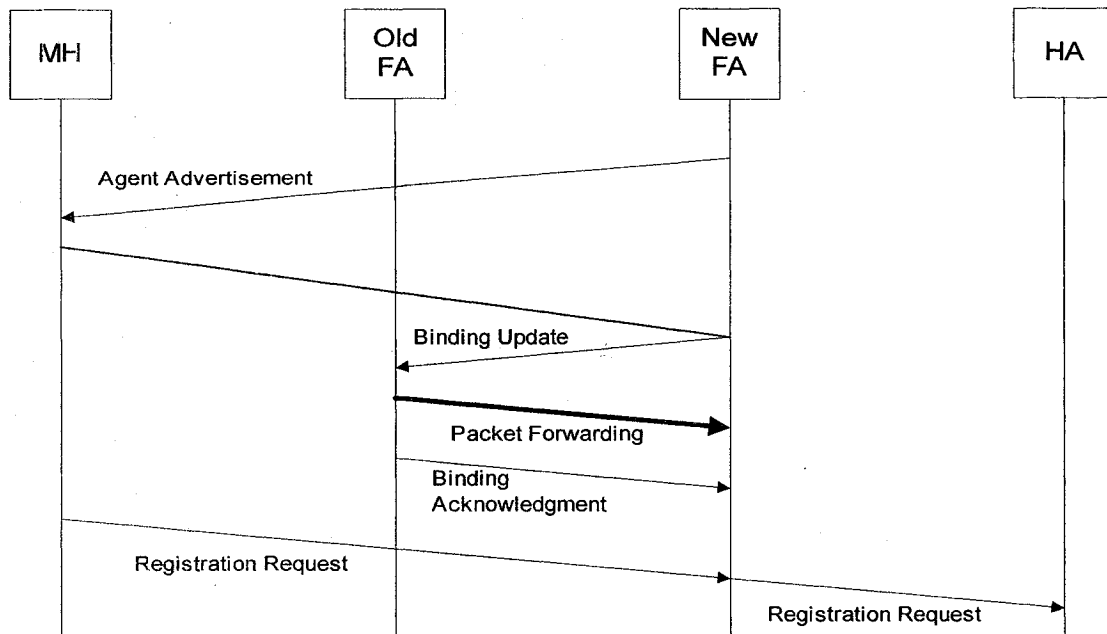 MH
Old
FA
New
FA
HA
Agent Advertisement
Binding Update
Packet Forwarding
Binding
Acknowledgment
Registration Request
Registration Request